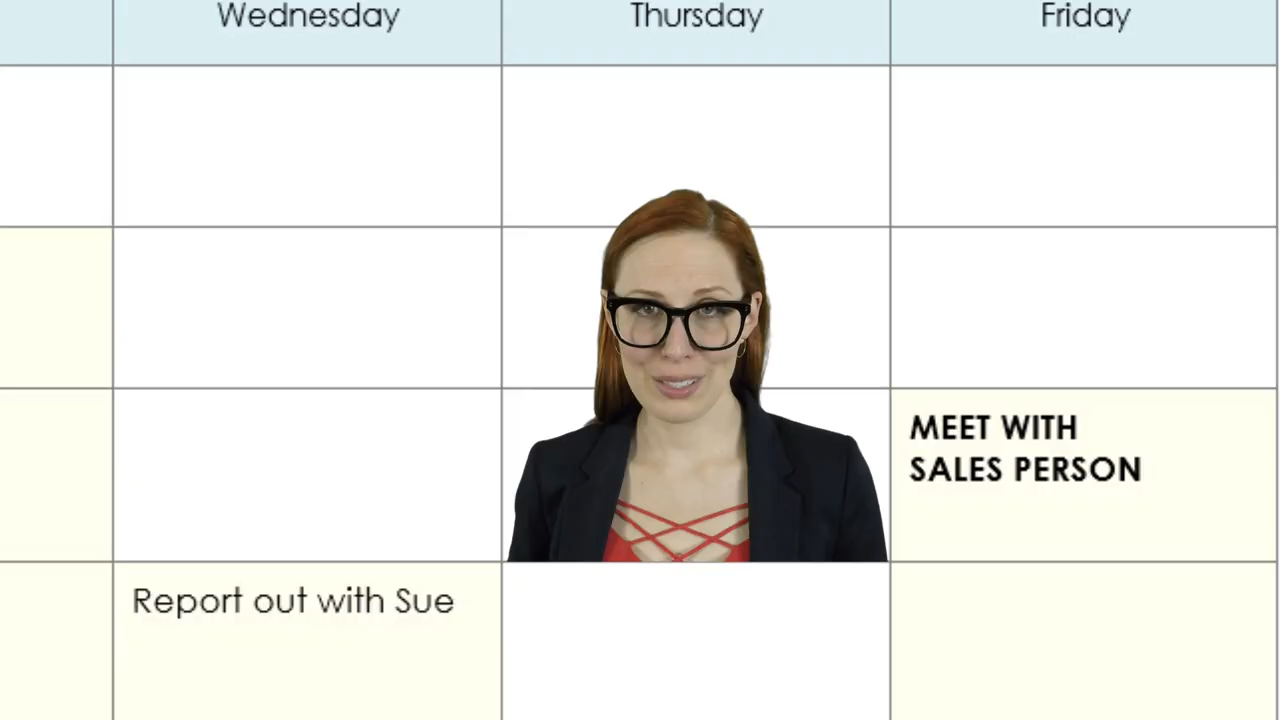 Wednesday
Thursday
Friday
MEET WITH
SALES PERSON
Report out with Sue